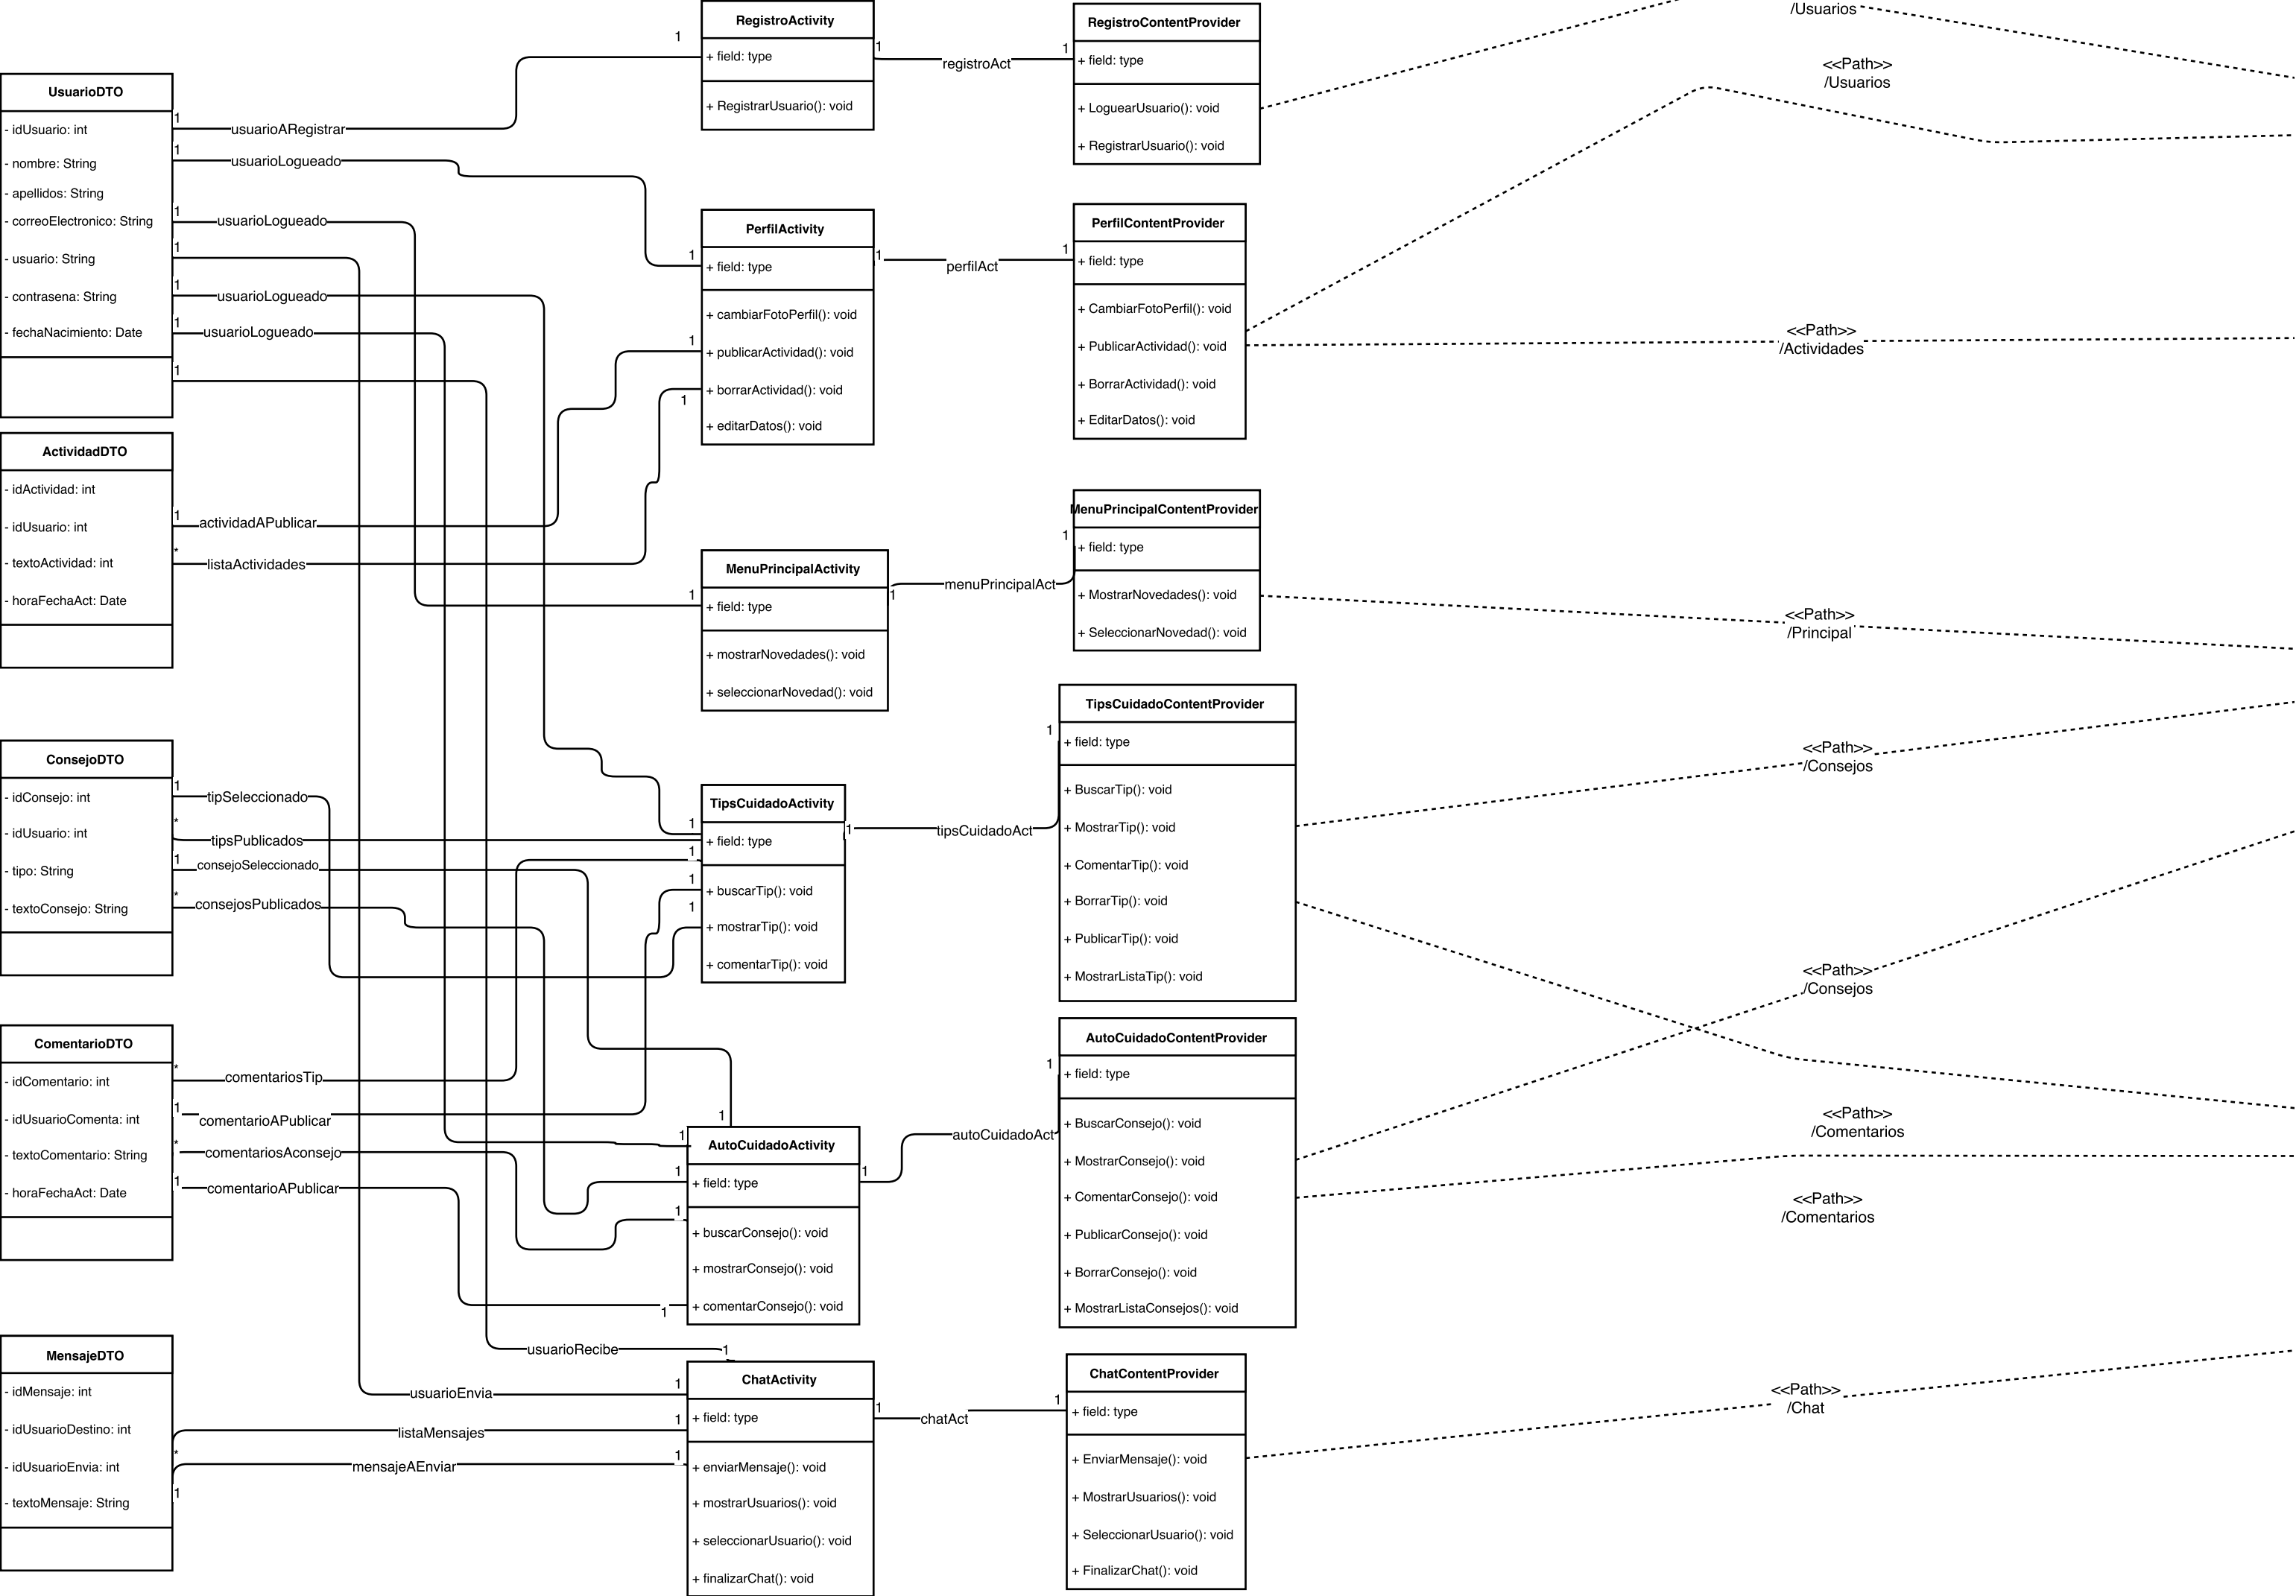 UsuarioDTO
- idUsuario: int
- nombre: String
- apellidos: String
- correoElectronico: String
- usuario: String
- contrasena: String
- fechaNacimiento: Date
1
usuarioARegistrar
1
1
usuarioLogueado
1
1
usuarioLogueado
1
1
1
usuarioLogueado
1
1
usuarioLogueado
1
1
ActividadDTO
- idActividad: int
- idUsuario: int
- textoActividad: int
- horaFechaAct: Date
1
actividadAPublicar
1
*
listaActividades
1
ConsejoDTO
- idConsejo: int
- idUsuario: int
- tipo: String
- textoConsejo: String
1
tipSeleccionado
1
*
tipsPublicados
1
consejoSeleccionado
1
*
consejosPublicados
1
ComentarioDTO
- idComentario: int
- idUsuarioComenta: int
- textoComentario: String
- horaFechaAct: Date
*
comentariosTip
1
1
comentarioAPublicar
1
*
comentariosAconsejo
1
1
comentarioAPublicar
1
MensajeDTO
- idMensaje: int
- idUsuarioDestino: int
- idUsuarioEnvia: int
- textoMensaje: String
usuarioRecibe
1
usuarioEnvia
1
listaMensajes
1
*
mensajeAEnviar
1
1
RegistroActivity
+ field: type
+ RegistrarUsuario(): void
1
registroAct
1
PerfilActivity
+ field: type
+ cambiarFotoPerfil(): void
+ publicarActividad(): void
+ borrarActividad(): void
+ editarDatos(): void
1
perfilAct
1
MenuPrincipalActivity
+ field: type
+ mostrarNovedades(): void
+ seleccionarNovedad(): void
1
menuPrincipalAct
1
TipsCuidadoActivity
+ field: type
+ buscarTip(): void
+ mostrarTip(): void
+ comentarTip(): void
1
tipsCuidadoAct
1
AutoCuidadoActivity
+ field: type
+ buscarConsejo(): void
+ mostrarConsejo(): void
+ comentarConsejo(): void
1
autoCuidadoAct
1
ChatActivity
+ field: type
+ enviarMensaje(): void
+ mostrarUsuarios(): void
+ seleccionarUsuario(): void
+ finalizarChat(): void
1
chatAct
1
RegistroContentProvider
+ field: type
+ LoguearUsuario(): void
+ RegistrarUsuario(): void
PerfilContentProvider
+ field: type
+ CambiarFotoPerfil(): void
+ PublicarActividad(): void
+ BorrarActividad(): void
+ EditarDatos(): void
MenuPrincipalContentProvider
+ field: type
+ MostrarNovedades(): void
+ SeleccionarNovedad(): void
TipsCuidadoContentProvider
+ field: type
+ BuscarTip(): void
+ MostrarTip(): void
+ ComentarTip(): void
+ BorrarTip(): void
+ PublicarTip(): void
+ MostrarListaTip(): void
AutoCuidadoContentProvider
+ field: type
+ BuscarConsejo(): void
+ MostrarConsejo(): void
+ ComentarConsejo(): void
+ PublicarConsejo(): void
+ BorrarConsejo(): void
+ MostrarListaConsejos(): void
ChatContentProvider
+ field: type
+ EnviarMensaje(): void
+ MostrarUsuarios(): void
+ SeleccionarUsuario(): void
+ FinalizarChat(): void
/Usuarios
<<Path>>
/Usuarios
<<Path>>
/Actividades
<<Path>>
/Principal
<<Path>>
/Consejos
<<Path>>
/Consejos
<<Path>>
/Comentarios
<<Path>>
/Comentarios
<<Path>>
/Chat